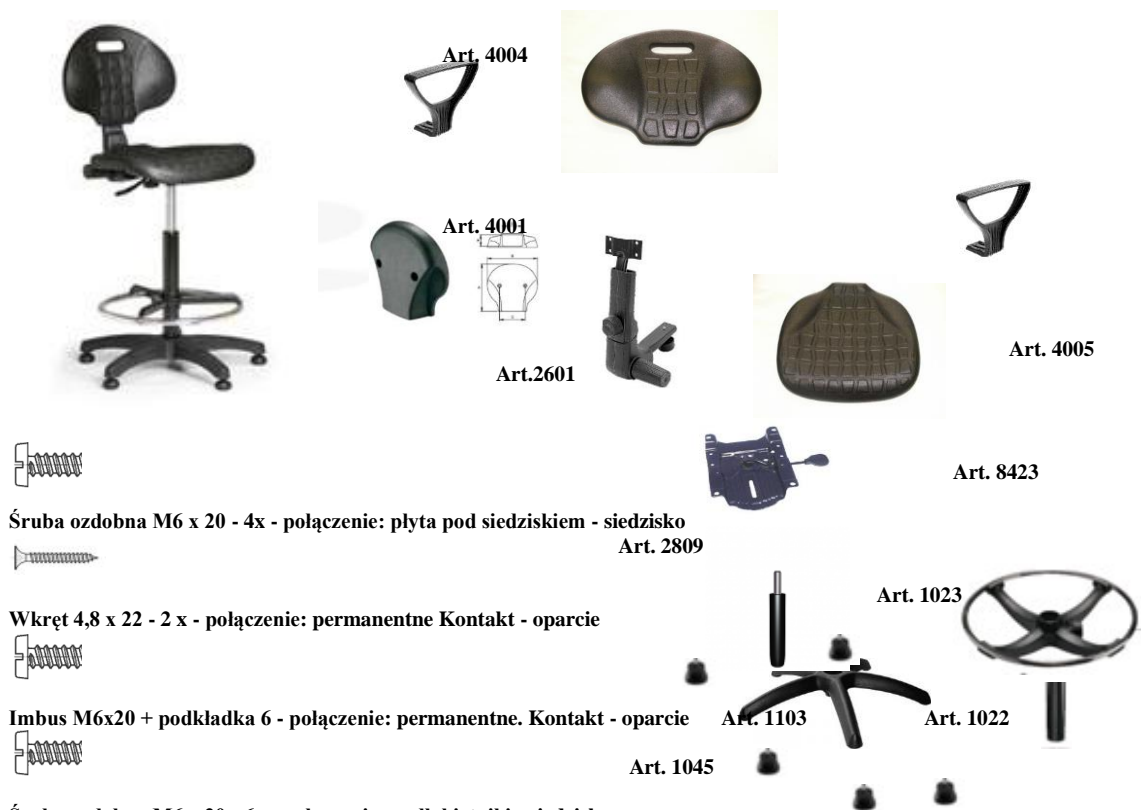 Art. 4004
Art. 4001
Art. 4005
Art.2601
Art. 8423
Śruba ozdobna M6 x 20 - 4x - połączenie: płyta pod siedziskiem - siedzisko
Art. 2809
Art. 1023
Wkręt 4,8 x 22 - 2 x - połączenie: permanentne Kontakt - oparcie
Imbus M6x20 + podkładka 6 - połączenie: permanentne. Kontakt - oparcie
Art. 1103
Art. 1022
Art. 1045